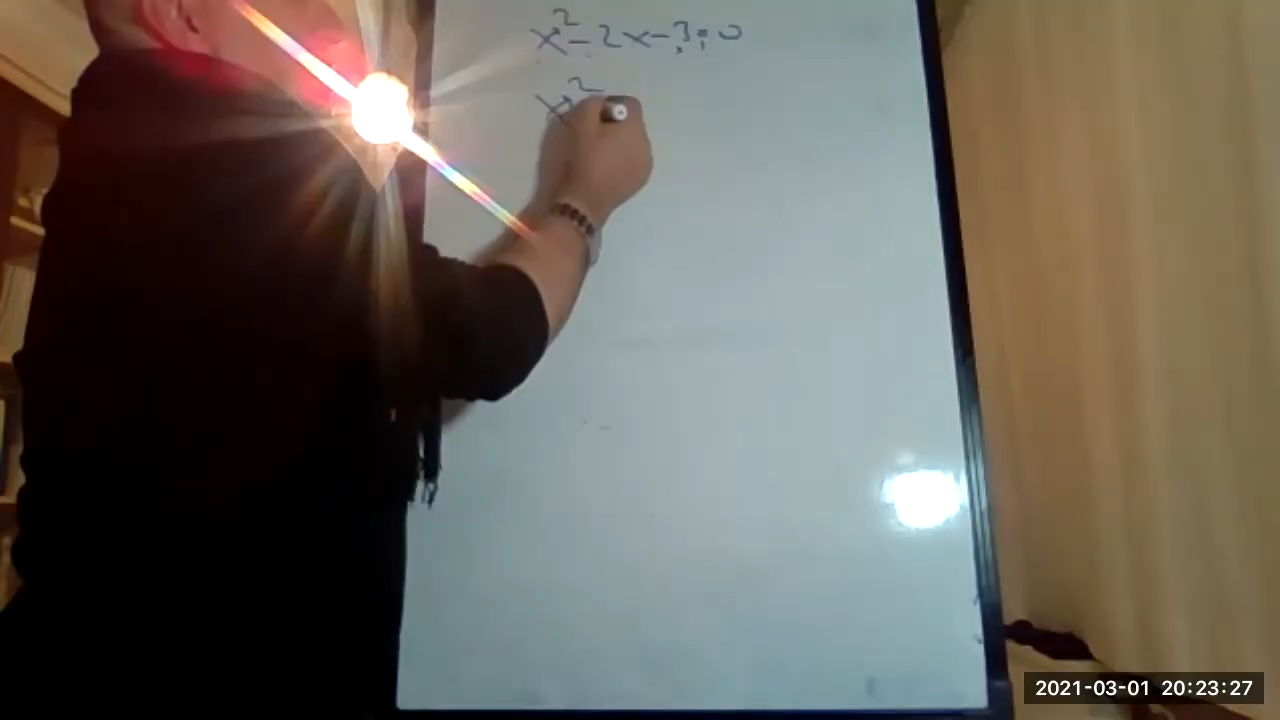 x² - 2x - 3 = 0
x²
2021-03-01 20:23:27